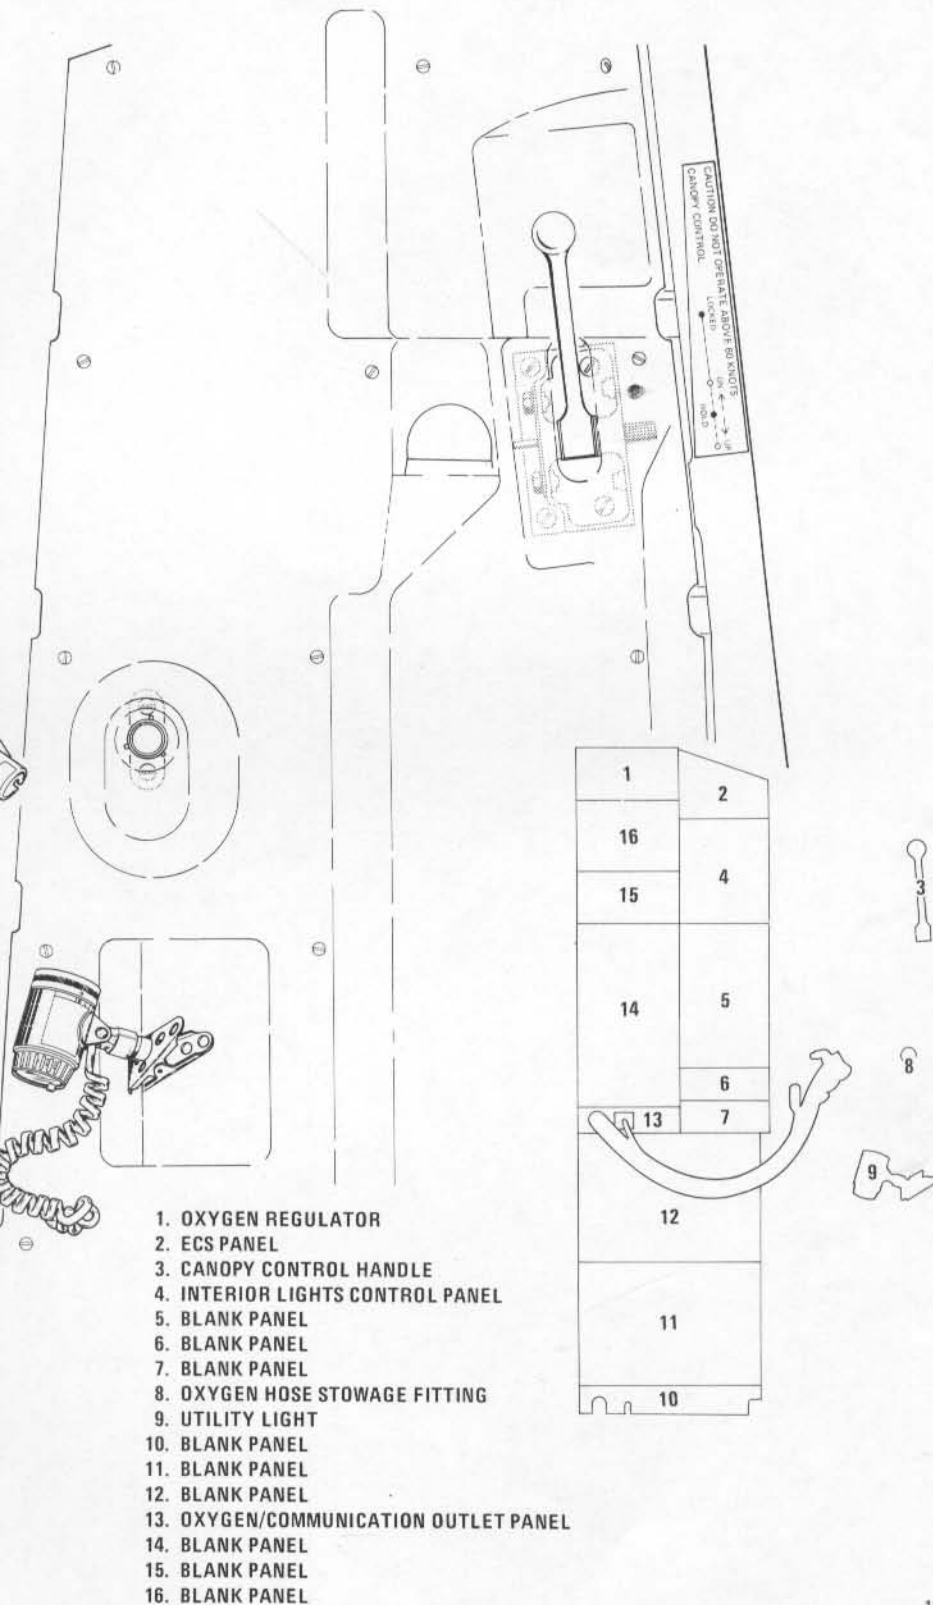 CAUTION DO NOT OPERATE ABOVE 60 KNOTS
CANOPY CONTROL
LOCKED
DN
UP
HOLD
1
2
16
4
15
3
14
5
8
6
13
7
9
12
11
10
1. OXYGEN REGULATOR
2. ECS PANEL
3. CANOPY CONTROL HANDLE
4. INTERIOR LIGHTS CONTROL PANEL
5. BLANK PANEL
6. BLANK PANEL
7. BLANK PANEL
8. OXYGEN HOSE STOWAGE FITTING
9. UTILITY LIGHT
10. BLANK PANEL
11. BLANK PANEL
12. BLANK PANEL
13. OXYGEN/COMMUNICATION OUTLET PANEL
14. BLANK PANEL
15. BLANK PANEL
16. BLANK PANEL